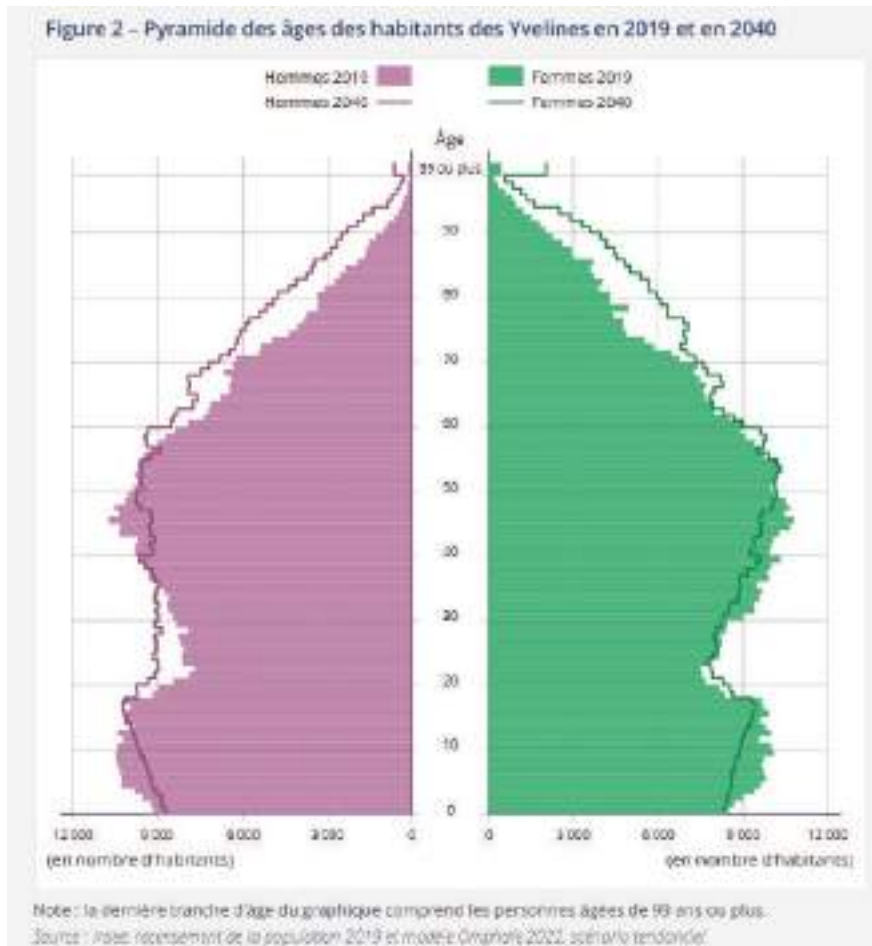 Figure 2 – Pyramide des âges des habitants des Yvelines en 2019 et en 2040
Hommes 2019
Femmes 2019
Hommes 2040
Femmes 2040
Âge
99 ou plus
90
80
70
60
50
40
30
20
10
0
12 000 9 000 6 000 3 000 0
0 3 000 6 000 9 000 12 000
(en nombre d'habitants)
(en nombre d'habitants)
Note : la dernière tranche d'âge du graphique comprend les personnes âgées de 99 ans ou plus.
Source : Insee, recensement de la population 2019 et modèle Omphale 2022, scénario tendanciel